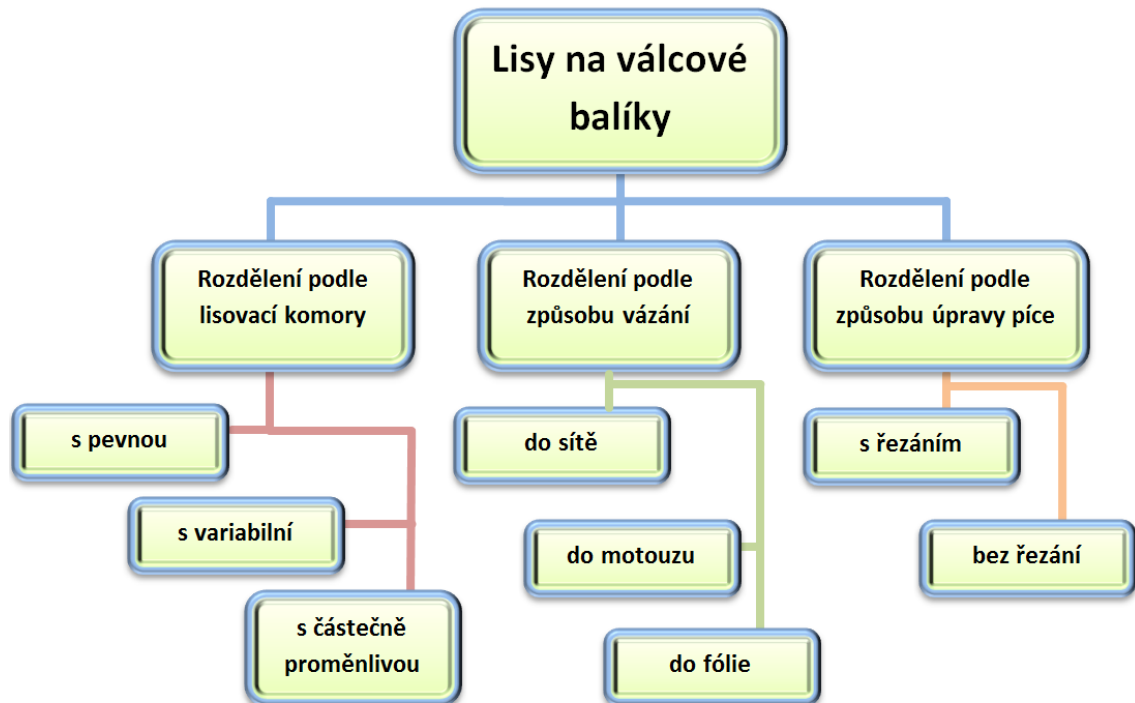 Lisy na válcové
balíky
Rozdělení podle
lisovací komory
Rozdělení podle
způsobu vázání
Rozdělení podle
způsobu úpravy píce
s pevnou
do sítě
s řezáním
s variabilní
do motouzu
bez řezání
s částečně
proměnlivou
do fólie